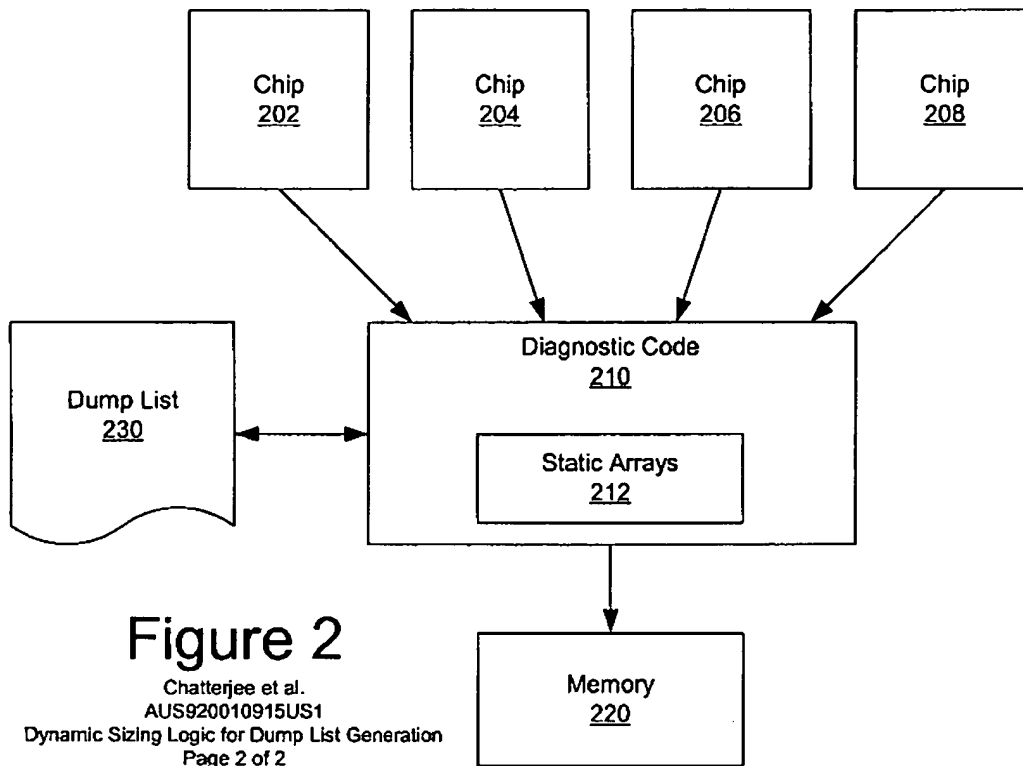 Chip
202
Chip
204
Chip
206
Chip
208
Diagnostic Code
210
Dump List
230
Static Arrays
212
Memory
220
Figure 2
Chatterjee et al.
AUS920010915US1
Dynamic Sizing Logic for Dump List Generation
Page 2 of 2